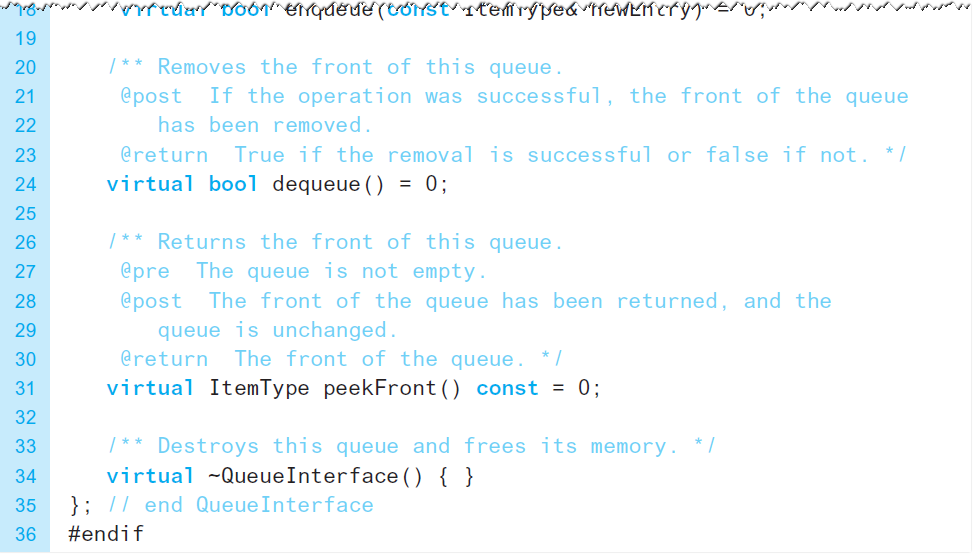 18 virtual bool enqueue(const ItemType& newEntry) = 0;
19
20 /** Removes the front of this queue.
21 @post  If the operation was successful, the front of the queue
22 has been removed.
23 @return  True if the removal is successful or false if not. */
24 virtual bool dequeue() = 0;
25
26 /** Returns the front of this queue.
27 @pre  The queue is not empty.
28 @post  The front of the queue has been returned, and the
29 queue is unchanged.
30 @return  The front of the queue. */
31 virtual ItemType peekFront() const = 0;
32
33 /** Destroys this queue and frees its memory. */
34 virtual ~QueueInterface() { }
35 }; // end QueueInterface
36 #endif